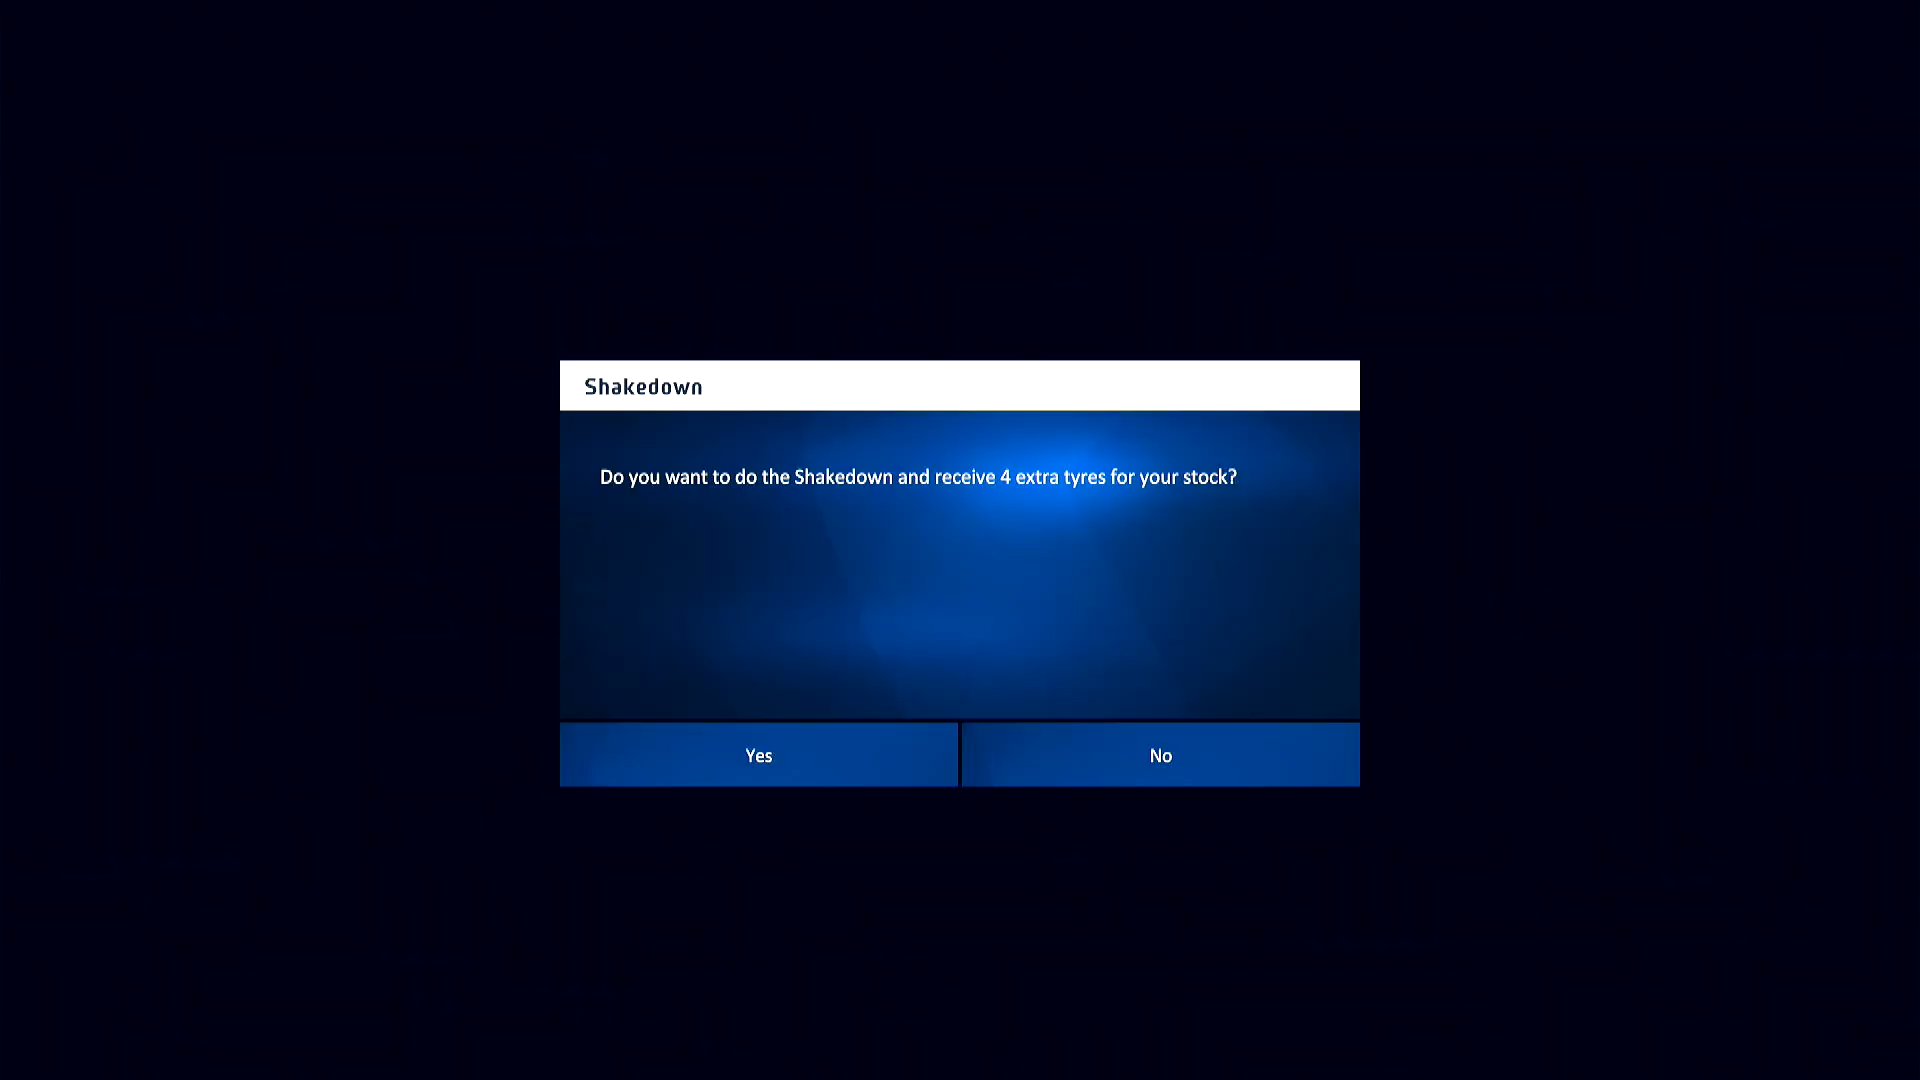 Shakedown
Do you want to do the Shakedown and receive 4 extra tyres for your stock?
Yes
No